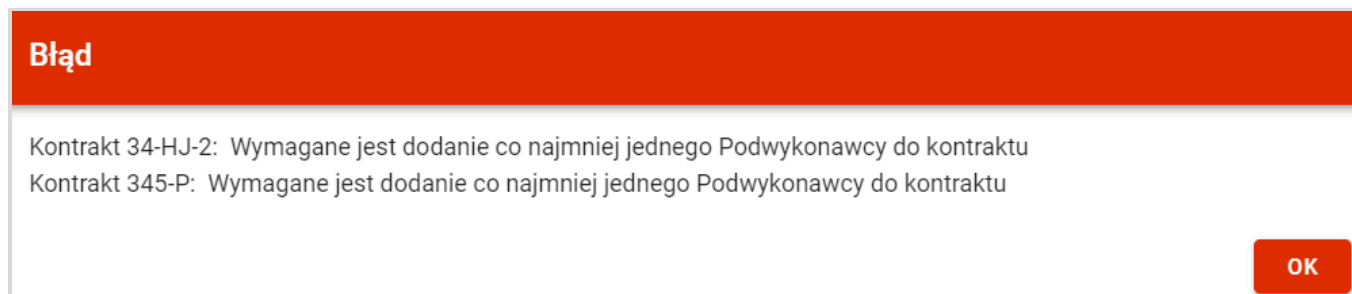 Błąd
Kontrakt 34-HJ-2: Wymagane jest dodanie co najmniej jednego Podwykonawcy do kontraktu
Kontrakt 345-P: Wymagane jest dodanie co najmniej jednego Podwykonawcy do kontraktu
OK